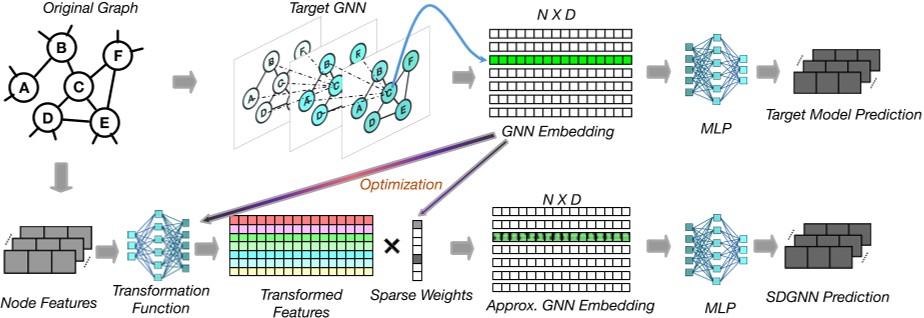 Original Graph
Target GNN
N X D
B
F
A
C
D
E
B
F
A
C
D
B
F
A
C
D
B
F
A
C
D
E
GNN Embedding
MLP
Target Model Prediction
Optimization
N X D
Node Features
Transformation
Function
Transformed
Features
×
Sparse Weights
Approx. GNN Embedding
MLP
SDGNN Prediction